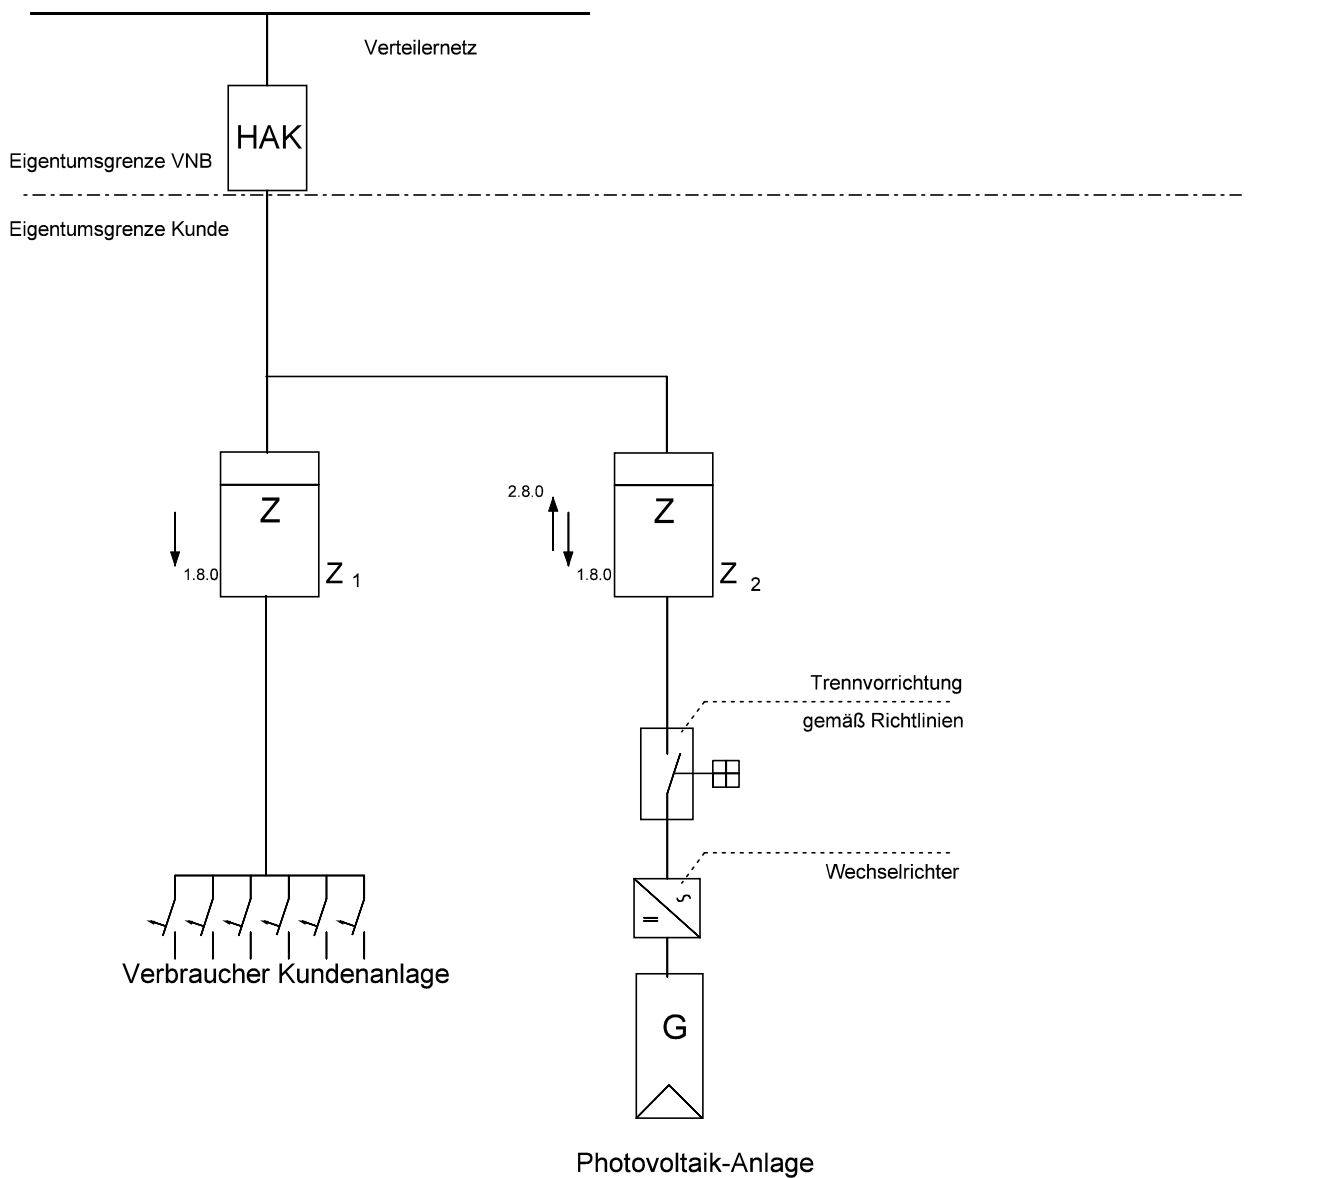 Verteilernetz
HAK
Eigentumsgrenze VNB
Eigentumsgrenze Kunde
Z
1.8.0
Z 1
2.8.0
Z
1.8.0
Z 2
Trennvorrichtung
gemäß Richtlinien
Wechselrichter
Verbraucher Kundenanlage
G
Photovoltaik-Anlage